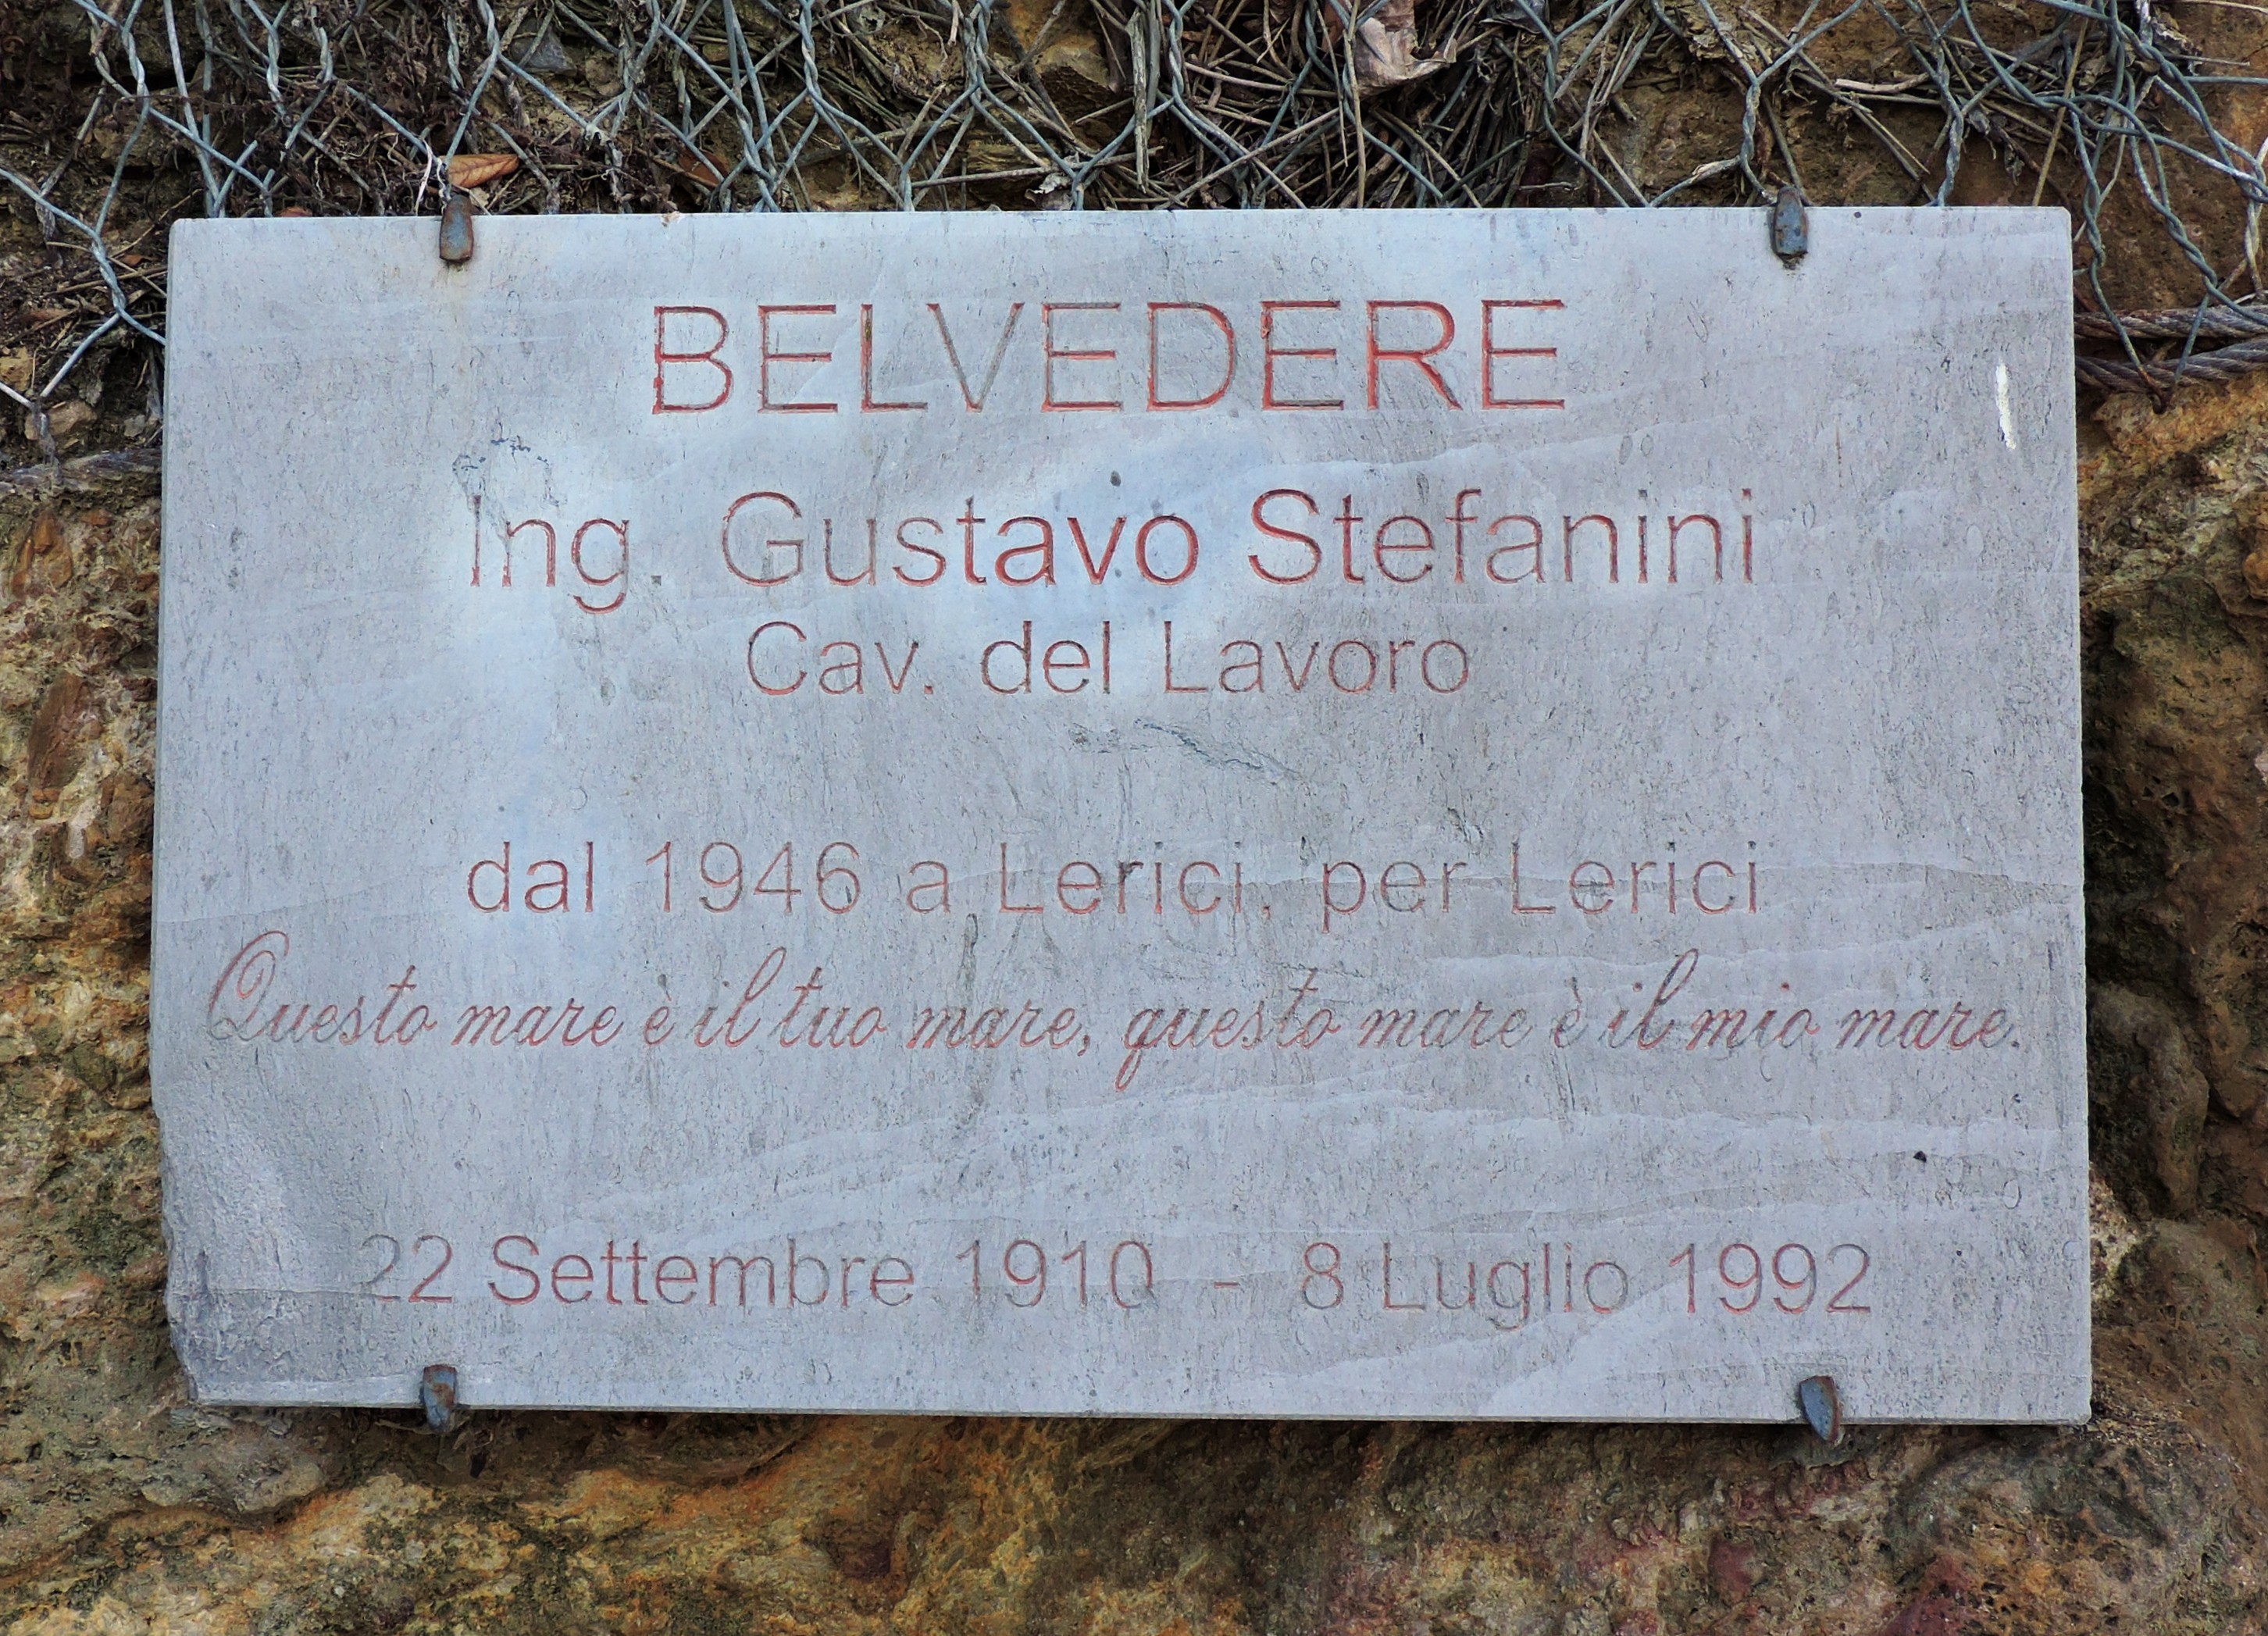 BELVEDERE
Ing. Gustavo Stefanini
Cav. del Lavoro
dal 1946 a Lerici, per Lerici
Questo mare è il tuo mare, questo mare è il mio mare.
22 Settembre 1910 - 8 Luglio 1992